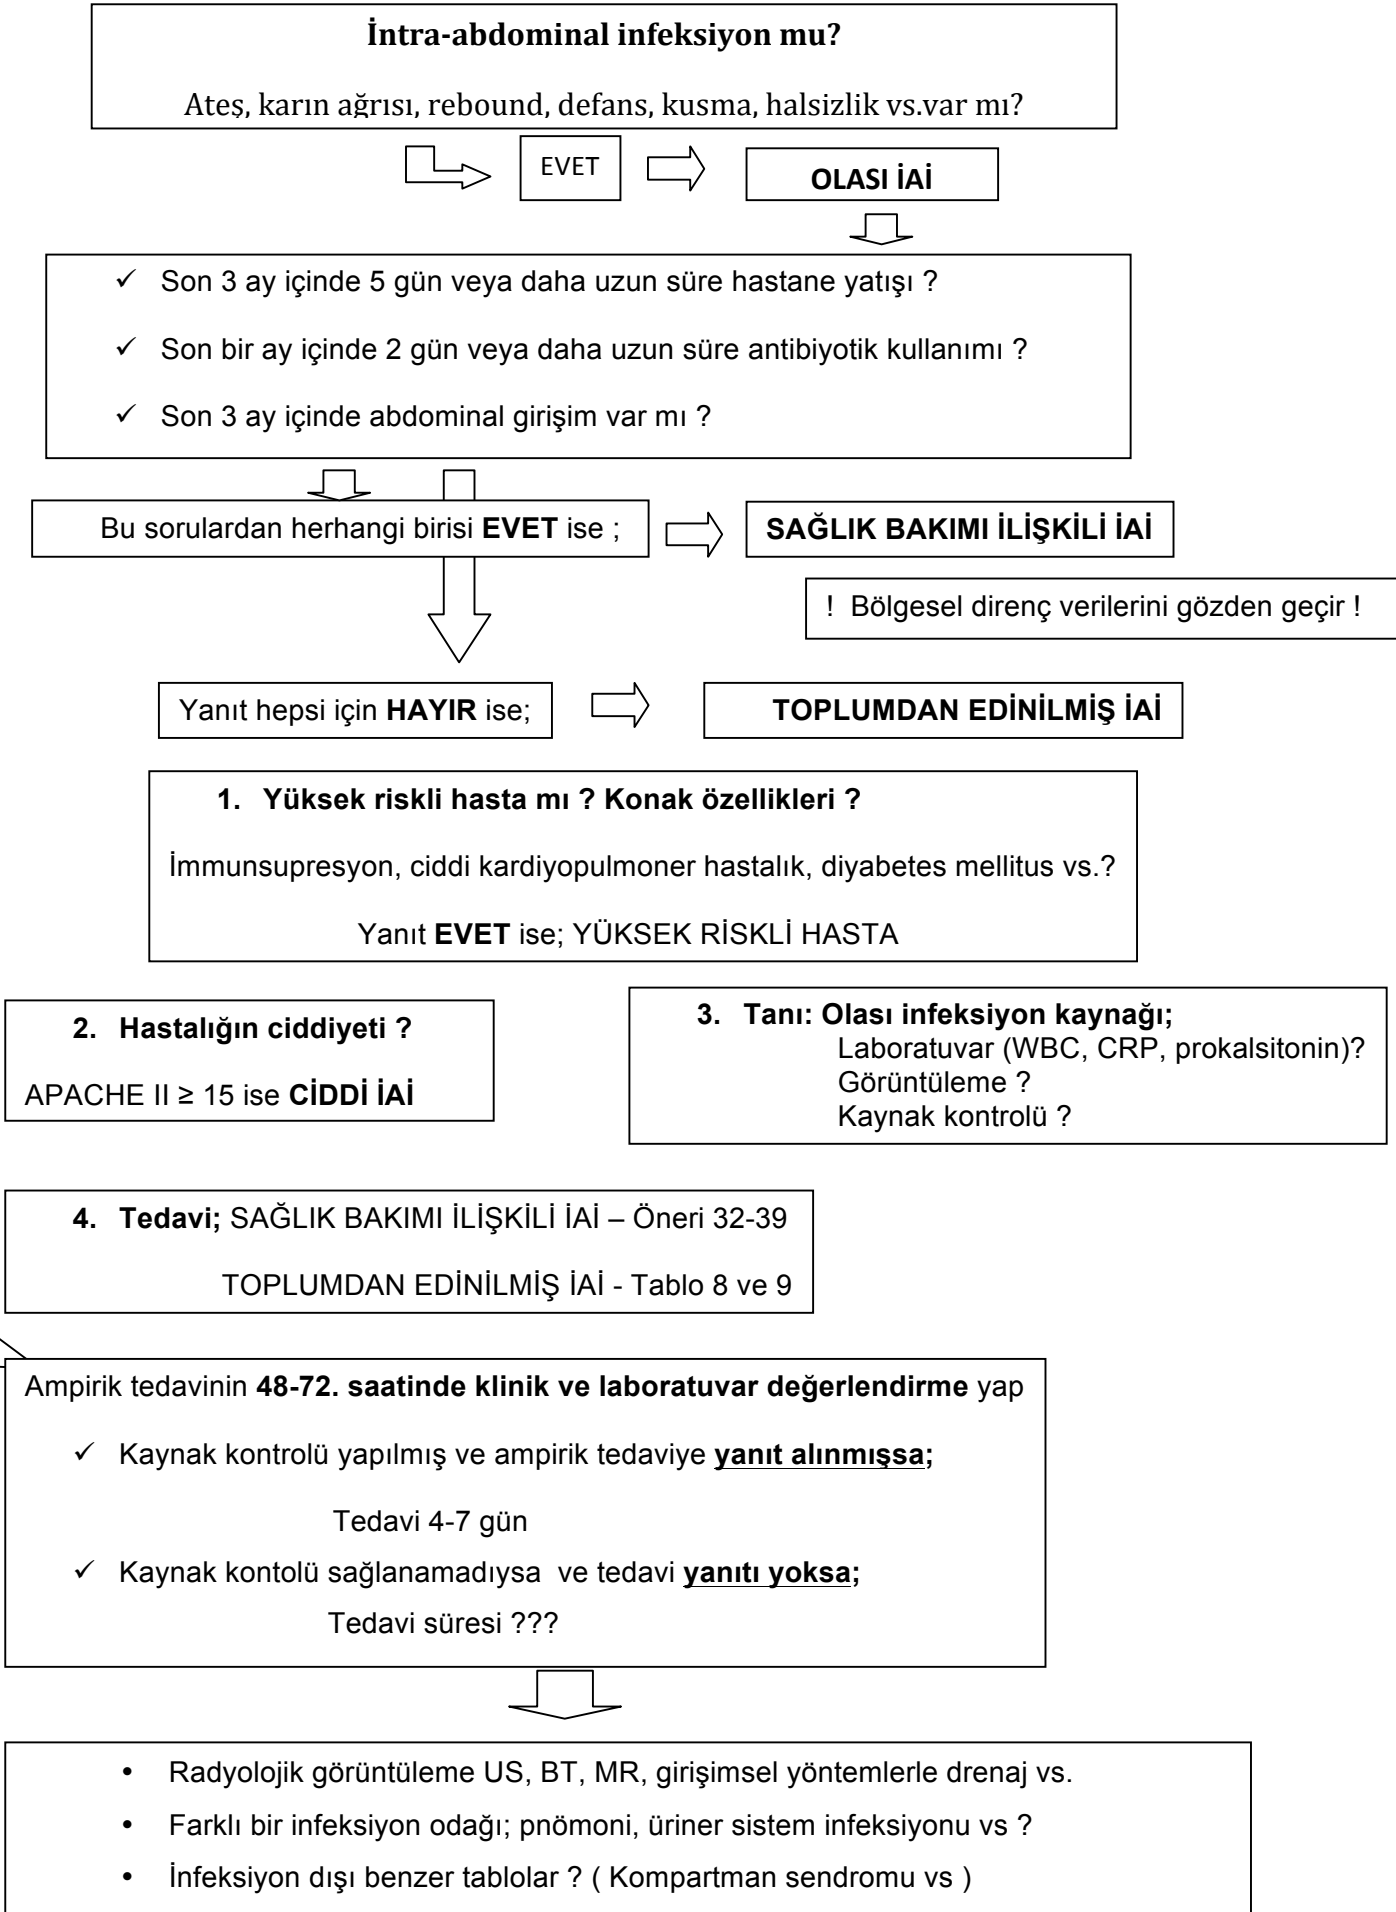 İntra-abdominal infeksiyon mu?
Ateş, karın ağrısı, rebound, defans, kusma, halsizlik vs.var mı?
EVET
OLASI İAİ
✓ Son 3 ay içinde 5 gün veya daha uzun süre hastane yatışı ?
✓ Son bir ay içinde 2 gün veya daha uzun süre antibiyotik kullanımı ?
✓ Son 3 ay içinde abdominal girişim var mı ?
Bu sorulardan herhangi birisi EVET ise ;
SAĞLIK BAKIMI İLİŞKİLİ İAİ
! Bölgesel direnç verilerini gözden geçir !
Yanıt hepsi için HAYIR ise;
TOPLUMDAN EDİNİLMİŞ İAİ
1. Yüksek riskli hasta mı ? Konak özellikleri ?
İmmunsupresyon, ciddi kardiyopulmoner hastalık, diyabetes mellitus vs.?
Yanıt EVET ise; YÜKSEK RİSKLİ HASTA
2. Hastalığın ciddiyeti ?
APACHE II ≥ 15 ise CİDDİ İAİ
3. Tanı: Olası infeksiyon kaynağı;
Laboratuvar (WBC, CRP, prokalsitonin)?
Görüntüleme ?
Kaynak kontrolü ?
4. Tedavi; SAĞLIK BAKIMI İLİŞKİLİ İAİ – Öneri 32-39
TOPLUMDAN EDİNİLMİŞ İAİ - Tablo 8 ve 9
Ampirik tedavinin 48-72. saatinde klinik ve laboratuvar değerlendirme yap
✓ Kaynak kontrolü yapılmış ve ampirik tedaviye yanıt alınmışsa;
Tedavi 4-7 gün
✓ Kaynak kontolü sağlanamadıysa ve tedavi yanıtı yoksa;
Tedavi süresi ???
• Radyolojik görüntüleme US, BT, MR, girişimsel yöntemlerle drenaj vs.
• Farklı bir infeksiyon odağı; pnömoni, üriner sistem infeksiyonu vs ?
• İnfeksiyon dışı benzer tablolar ? ( Kompartman sendromu vs )